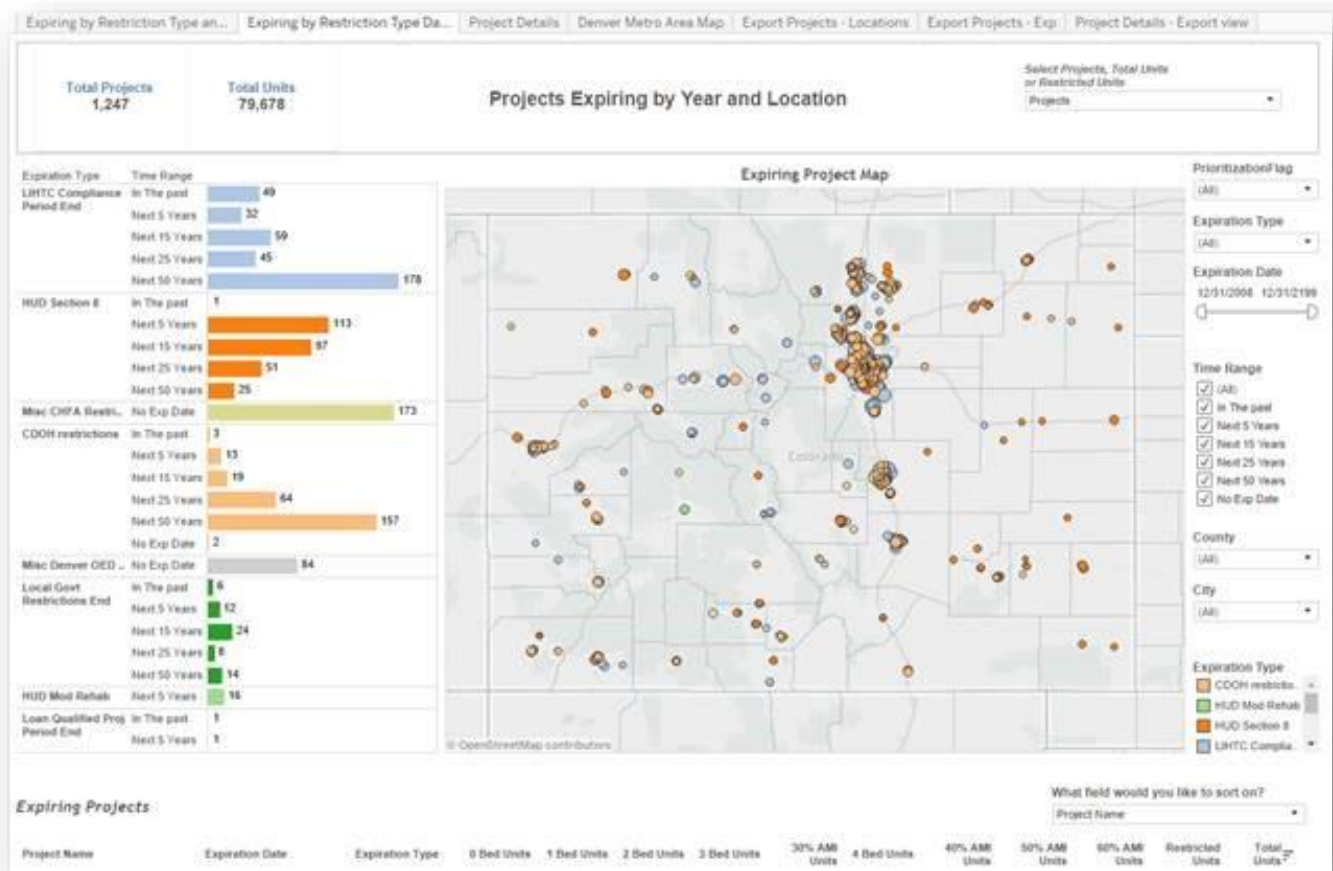 Expiring by Restriction Type an...
Expiring by Restriction Type Da...
Project Details
Denver Metro Area Map
Export Projects - Locations
Export Projects - Exp
Project Details - Export view
Total Projects
1,247
Total Units
79,678
Projects Expiring by Year and Location
Select Projects, Total Units
or Restricted Units
Projects
Expiration Type Time Range
LIHTC Compliance
Period End
In The past 49
Next 5 Years 32
Next 15 Years 59
Next 25 Years 45
Next 50 Years 178
HUD Section 8 In The past 1
Next 5 Years 113
Next 15 Years 97
Next 25 Years 51
Next 50 Years 25
Misc CHFA Restri.. No Exp Date 173
CDOH restrictions In The past 3
Next 5 Years 13
Next 15 Years 19
Next 25 Years 64
Next 50 Years 157
No Exp Date 2
Misc Denver OED .. No Exp Date 84
Local Govt
Restrictions End
In The past 6
Next 5 Years 12
Next 15 Years 24
Next 25 Years 8
Next 50 Years 14
HUD Mod Rehab Next 5 Years 16
Loan Qualified Proj
Period End
In The past 1
Next 5 Years 1
Expiring Project Map
Colorado
© OpenStreetMap contributors
PrioritizationFlag
(All)
Expiration Type
(All)
Expiration Date
12/31/2008 12/31/2199
Time Range
(All)
In The past
Next 5 Years
Next 15 Years
Next 25 Years
Next 50 Years
No Exp Date
County
(All)
City
(All)
Expiration Type
CDOH restrictio..
HUD Mod Rehab
HUD Section 8
LIHTC Complia..
Expiring Projects
What field would you like to sort on?
Project Name
Project Name Expiration Date Expiration Type 0 Bed Units 1 Bed Units 2 Bed Units 3 Bed Units 30% AMI Units 4 Bed Units 40% AMI Units 50% AMI Units 60% AMI Units Restricted Units Total Units